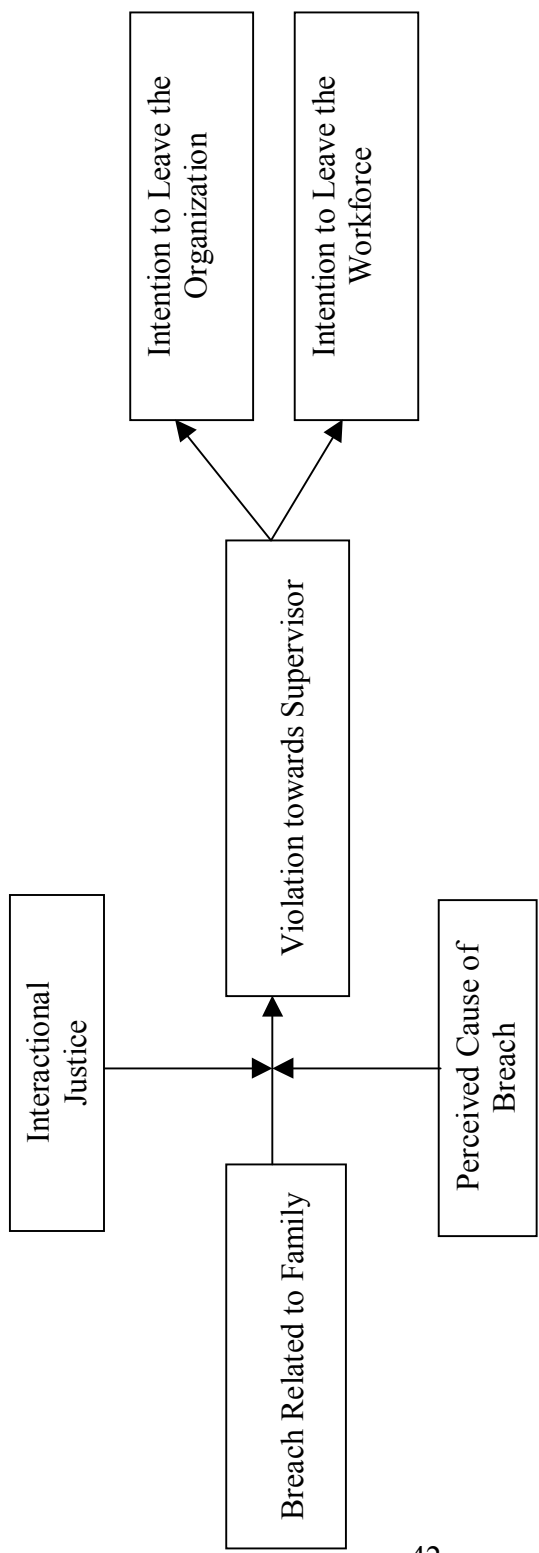 Interactional
Justice
Breach Related to Family
Violation towards Supervisor
Intention to Leave the
Organization
Intention to Leave the
Workforce
Perceived Cause of
Breach